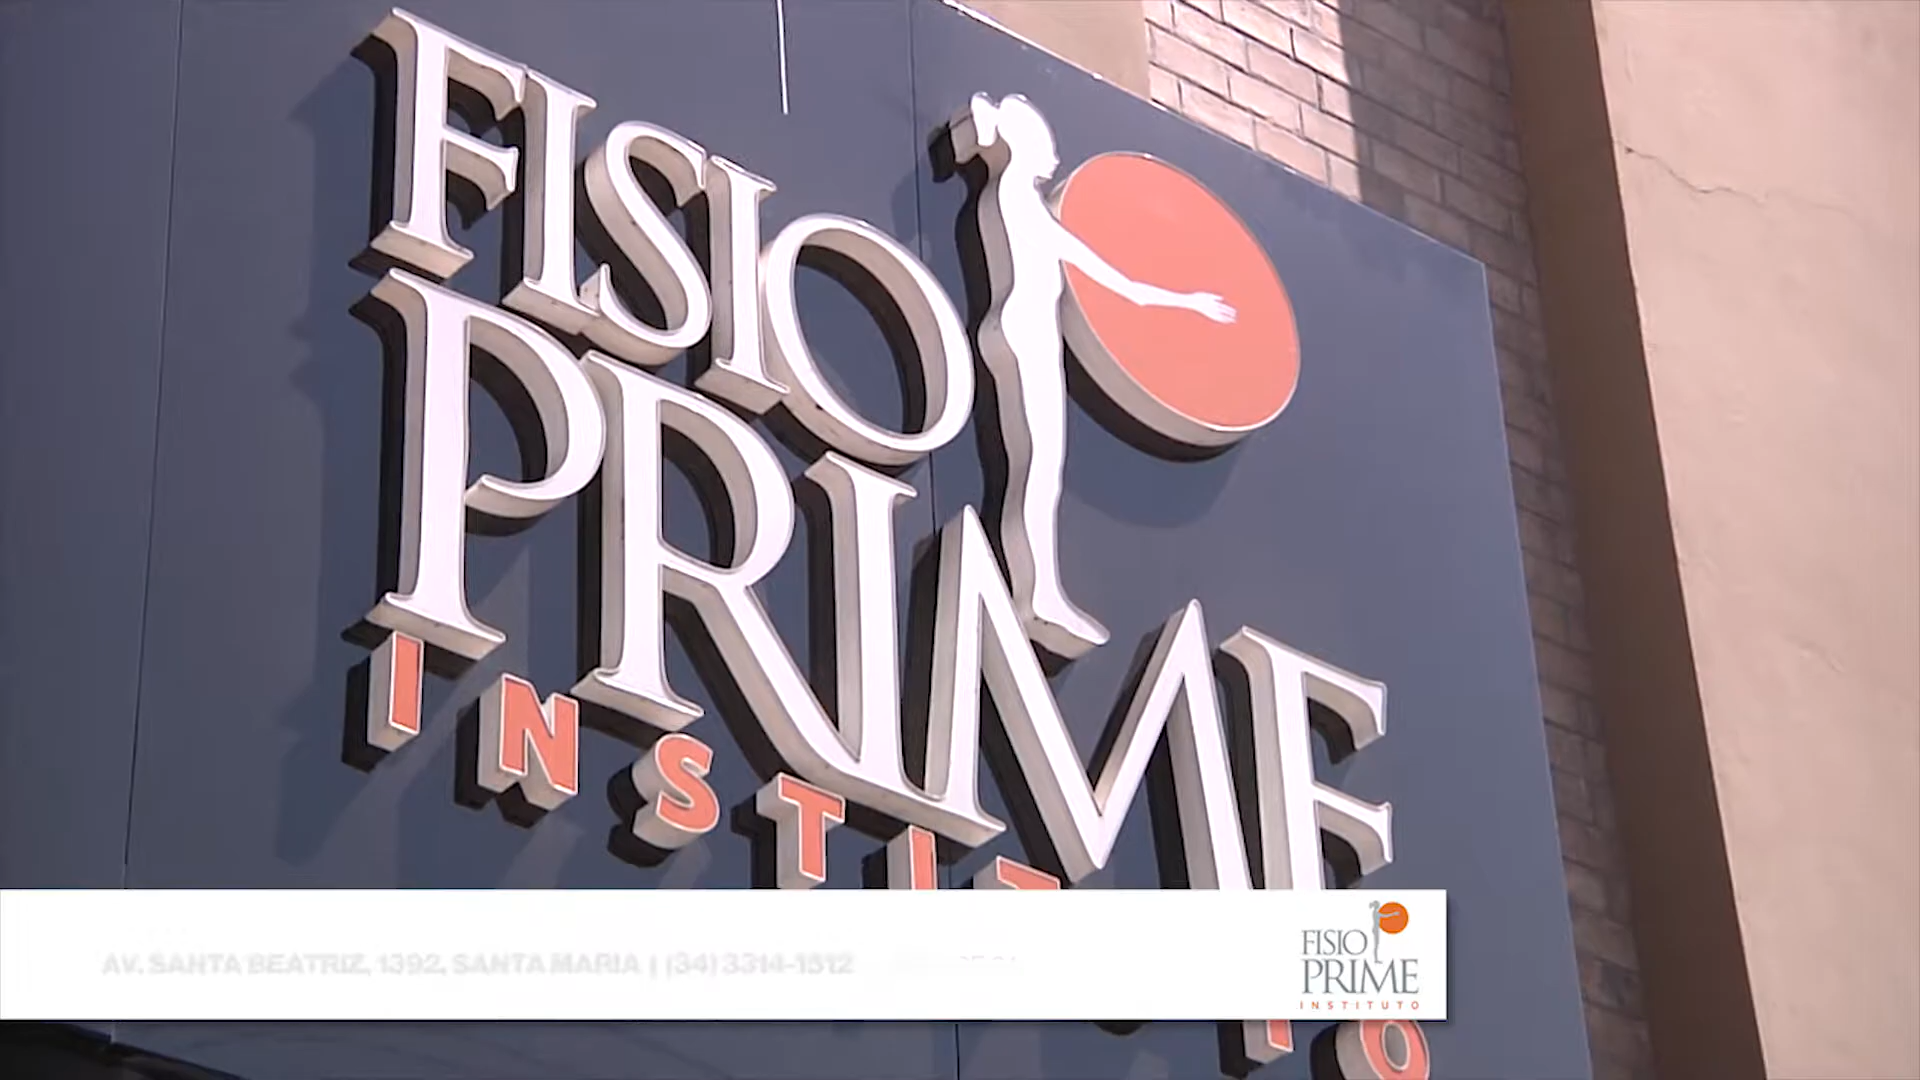 FISIO
PRIME
INSTIT
O
AV. SANTA BEATRIZ, 1392, SANTA MARIA | (34) 3314-1512
FISIO
PRIME
INSTITUTO